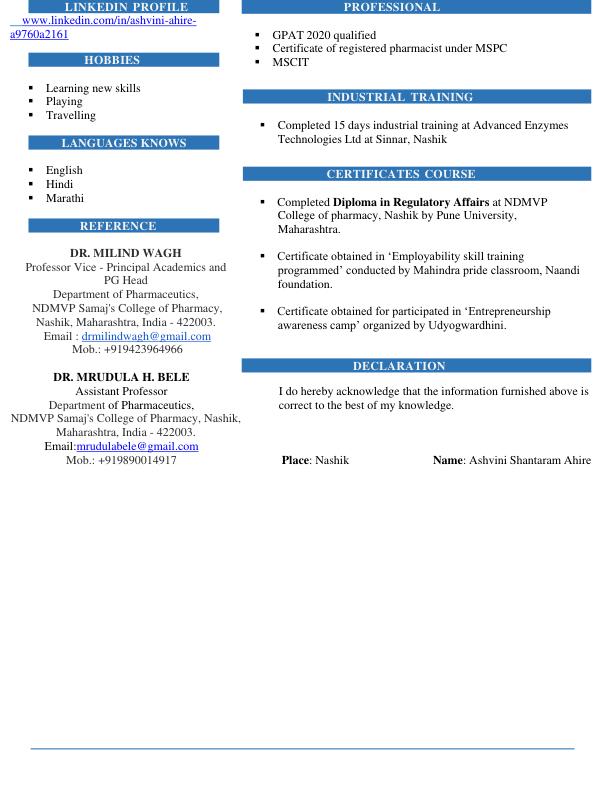 LINKEDIN PROFILE
www.linkedin.com/in/ashvini-ahire-
a9760a2161
HOBBIES
▪ Learning new skills
▪ Playing
▪ Travelling
LANGUAGES KNOWS
▪ English
▪ Hindi
▪ Marathi
REFERENCE
DR. MILIND WAGH
Professor Vice - Principal Academics and
PG Head
Department of Pharmaceutics,
NDMVP Samaj's College of Pharmacy,
Nashik, Maharashtra, India - 422003.
Email : drmilindwagh@gmail.com
Mob.: +919423964966
DR. MRUDULA H. BELE
Assistant Professor
Department of Pharmaceutics,
NDMVP Samaj's College of Pharmacy, Nashik,
Maharashtra, India - 422003.
Email:mrudulabele@gmail.com
Mob.: +919890014917
PROFESSIONAL
▪ GPAT 2020 qualified
▪ Certificate of registered pharmacist under MSPC
▪ MSCIT
INDUSTRIAL TRAINING
▪ Completed 15 days industrial training at Advanced Enzymes
Technologies Ltd at Sinnar, Nashik
CERTIFICATES COURSE
▪ Completed Diploma in Regulatory Affairs at NDMVP
College of pharmacy, Nashik by Pune University,
Maharashtra.
▪ Certificate obtained in ‘Employability skill training
programmed’ conducted by Mahindra pride classroom, Naandi
foundation.
▪ Certificate obtained for participated in ‘Entrepreneurship
awareness camp’ organized by Udyogwardhini.
DECLARATION
I do hereby acknowledge that the information furnished above is
correct to the best of my knowledge.
Place: Nashik Name: Ashvini Shantaram Ahire